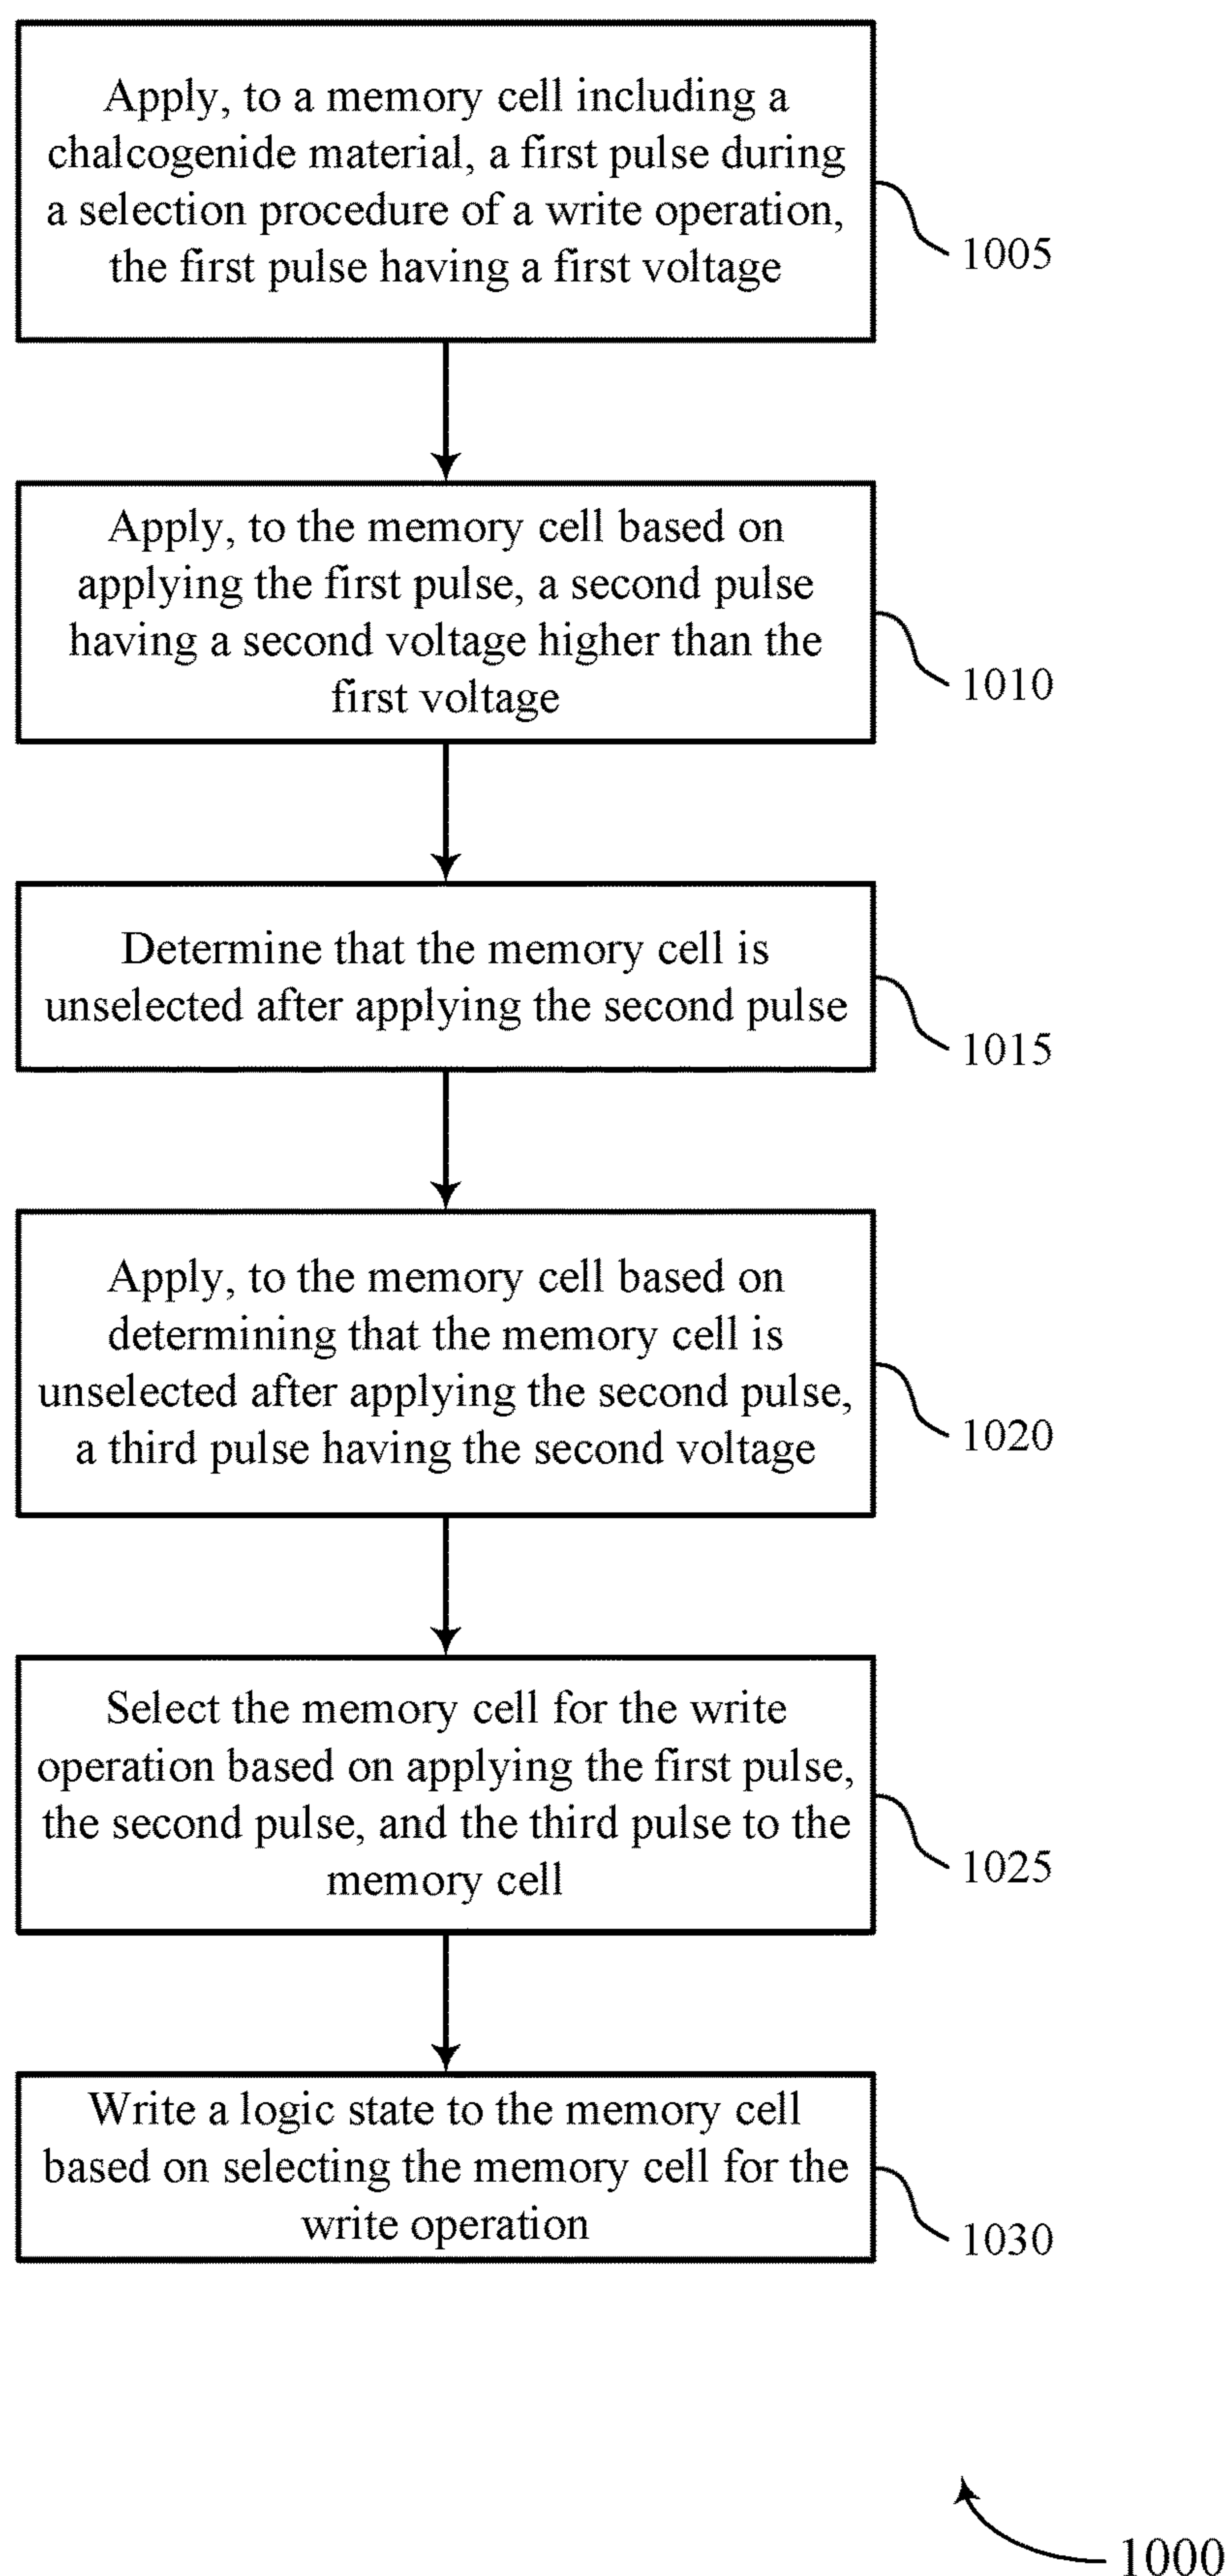 Apply, to a memory cell including a
chalcogenide material, a first pulse during
a selection procedure of a write operation,
the first pulse having a first voltage
1005
Apply, to the memory cell based on
applying the first pulse, a second pulse
having a second voltage higher than the
first voltage
1010
Determine that the memory cell is
unselected after applying the second pulse
1015
Apply, to the memory cell based on
determining that the memory cell is
unselected after applying the second pulse,
a third pulse having the second voltage
1020
Select the memory cell for the write
operation based on applying the first pulse,
the second pulse, and the third pulse to the
memory cell
1025
Write a logic state to the memory cell
based on selecting the memory cell for the
write operation
1030
1000